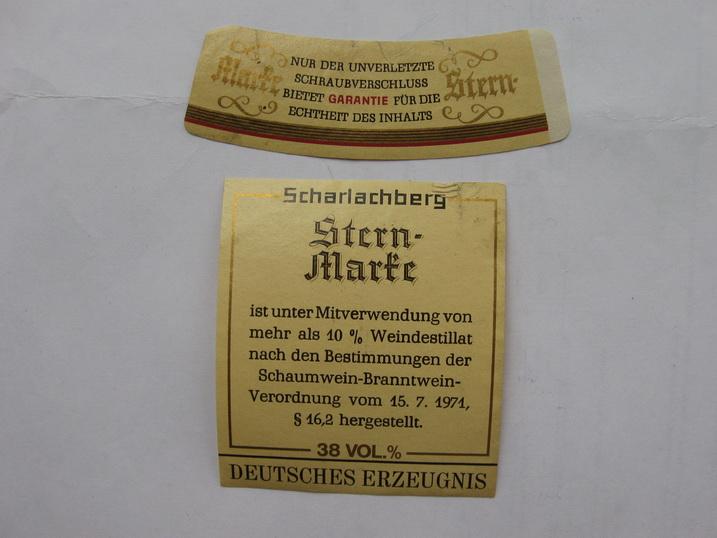 Marke
NUR DER UNVERLETZTE
SCHRAUBVERSCHLUSS
BIETET GARANTIE FÜR DIE
ECHTHEIT DES INHALTS
Stern-
Scharlachberg
Stern-
Marke
ist unter Mitverwendung von
mehr als 10 % Weindestillat
nach den Bestimmungen der
Schaumwein-Branntwein-
Verordnung vom 15. 7. 1971,
§ 16,2 hergestellt.
38 VOL.%
DEUTSCHES ERZEUGNIS